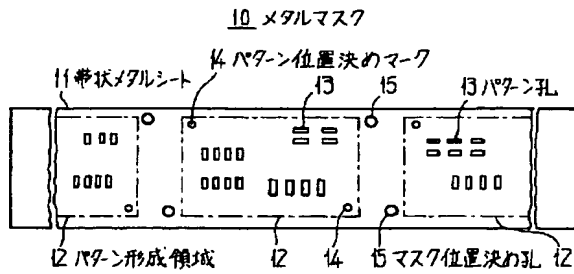 10 メタルマスク
14 パターン位置決めマーク
11 帯状メタルシート
13
15
13 パターン孔
12 パターン形成領域
12
14
15 マスク位置決め孔
12